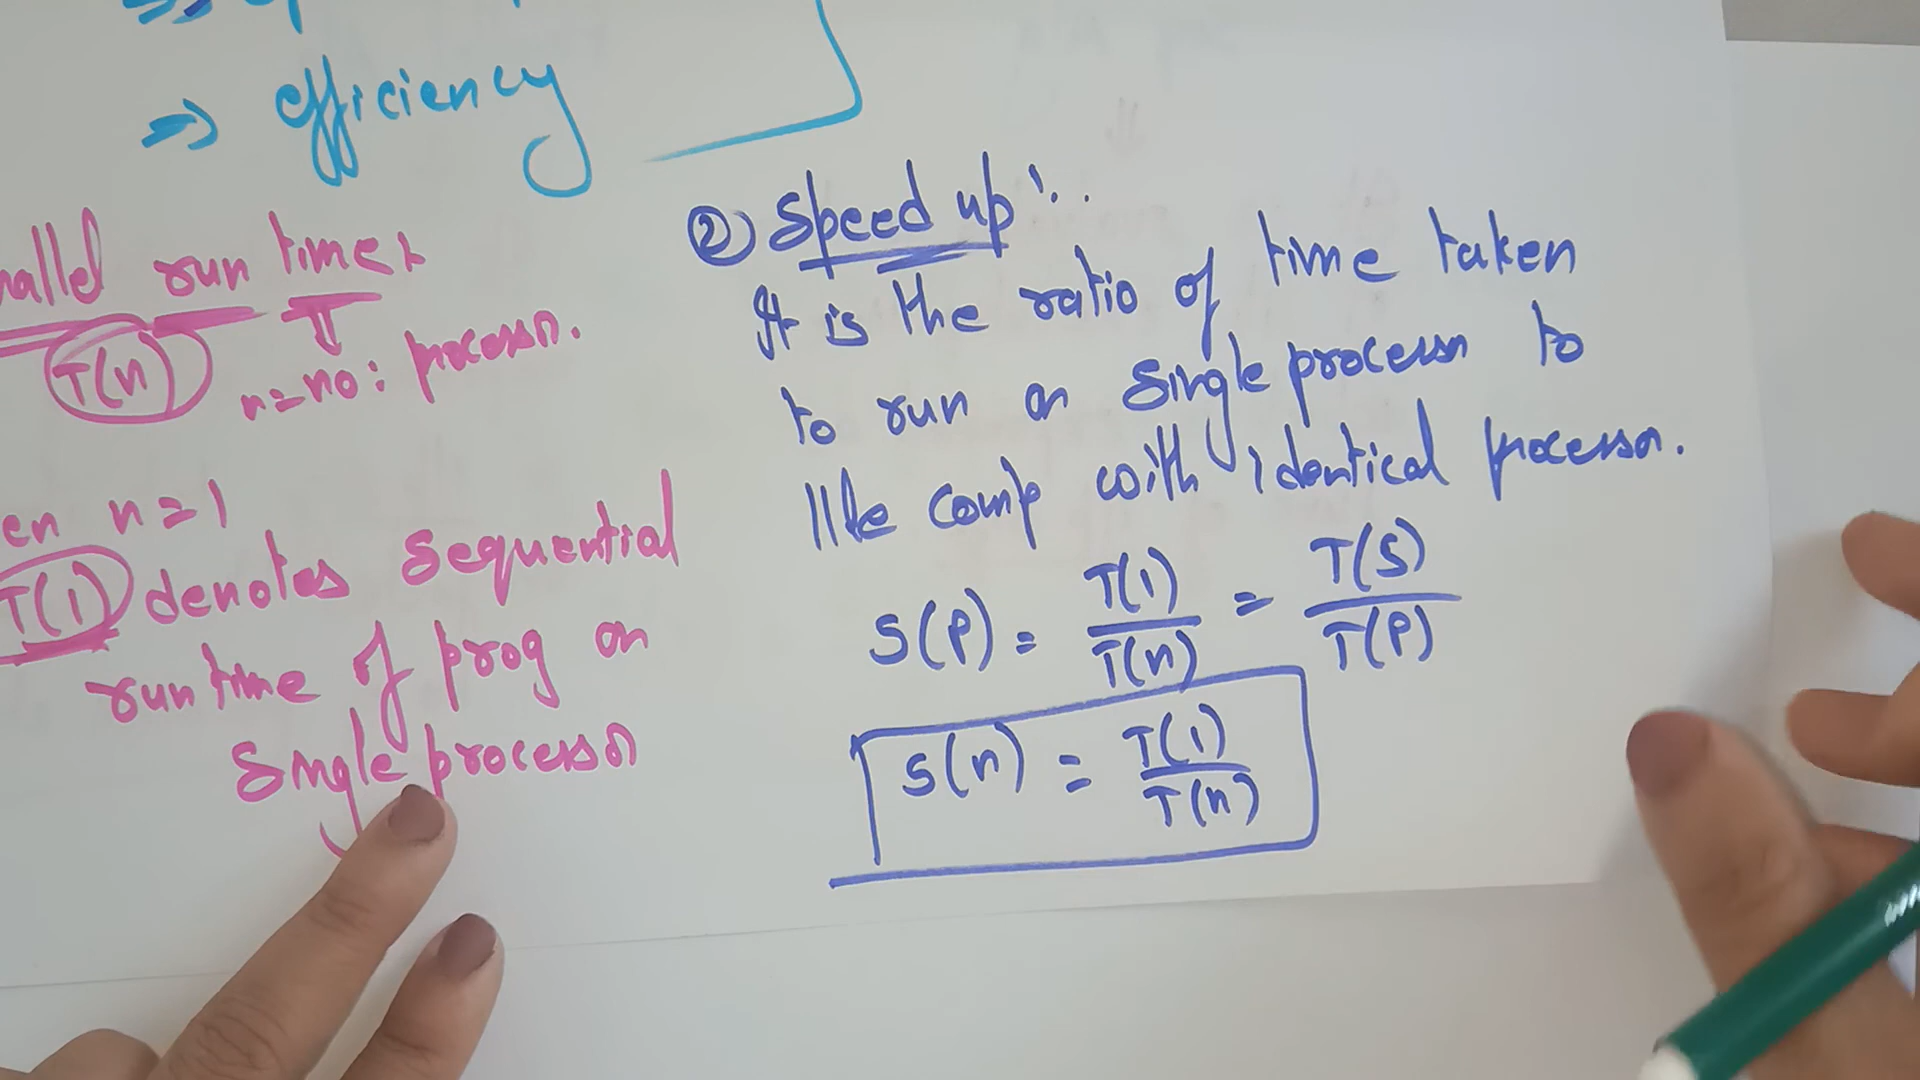 ⇒ efficiency
rallel run time :
T(n) n=no: processor.
en n=1
T(1) denotes sequential
run time of prog on
Single processor
② Speed up :
It is the ratio of time taken
to run on single processor to
llle comp with identical processor.
S(P) = T(1)/T(n) = T(S)/T(P)
S(n) = T(1)/T(n)